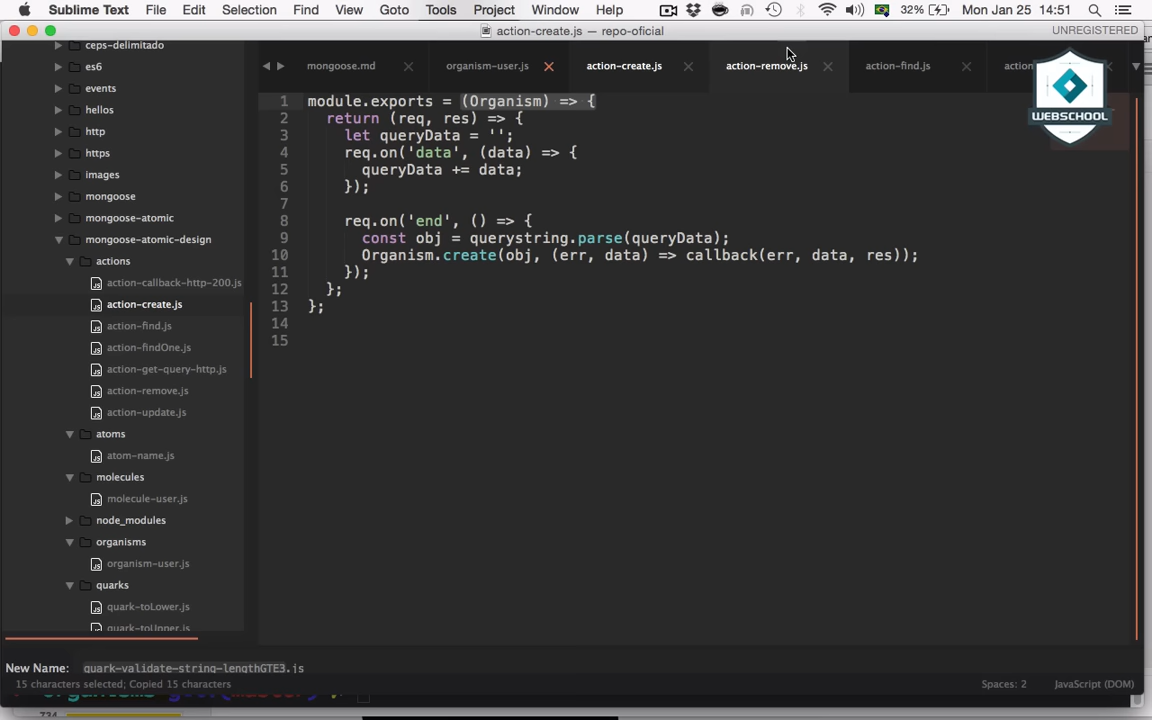 Sublime Text File Edit Selection Find View Goto Tools Project Window Help 32% Mon Jan 25 14:51
action-create.js — repo-oficial UNREGISTERED
mongoose.md organism-user.js action-create.js action-remove.js action-find.js action
WEBSCHOOL
ceps-delimitado
es6
events
hellos
http
https
images
mongoose
mongoose-atomic
mongoose-atomic-design
actions
action-callback-http-200.js
action-create.js
action-find.js
action-findOne.js
action-get-query-http.js
action-remove.js
action-update.js
atoms
atom-name.js
molecules
molecule-user.js
node_modules
organisms
organism-user.js
quarks
quark-toLower.js
quark-toUpper.js
1 module.exports = (Organism) => {
2 return (req, res) => {
3 let queryData = '';
4 req.on('data', (data) => {
5 queryData += data;
6 });
7
8 req.on('end', () => {
9 const obj = querystring.parse(queryData);
10 Organism.create(obj, (err, data) => callback(err, data, res));
11 });
12 };
13 };
14
15
New Name: quark-validate-string-lengthGTE3.js
15 characters selected; Copied 15 characters Spaces: 2 JavaScript (DOM)
organisms git:(master)
734